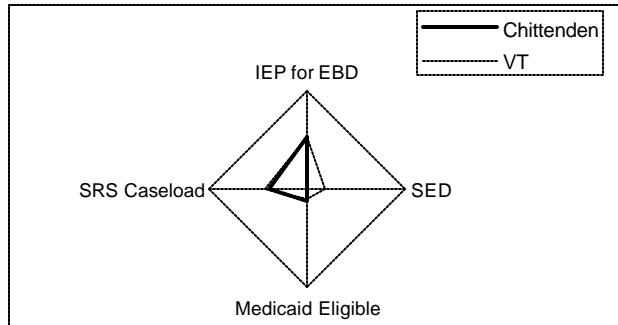 Chittenden
VT
IEP for EBD
SRS Caseload
SED
Medicaid Eligible